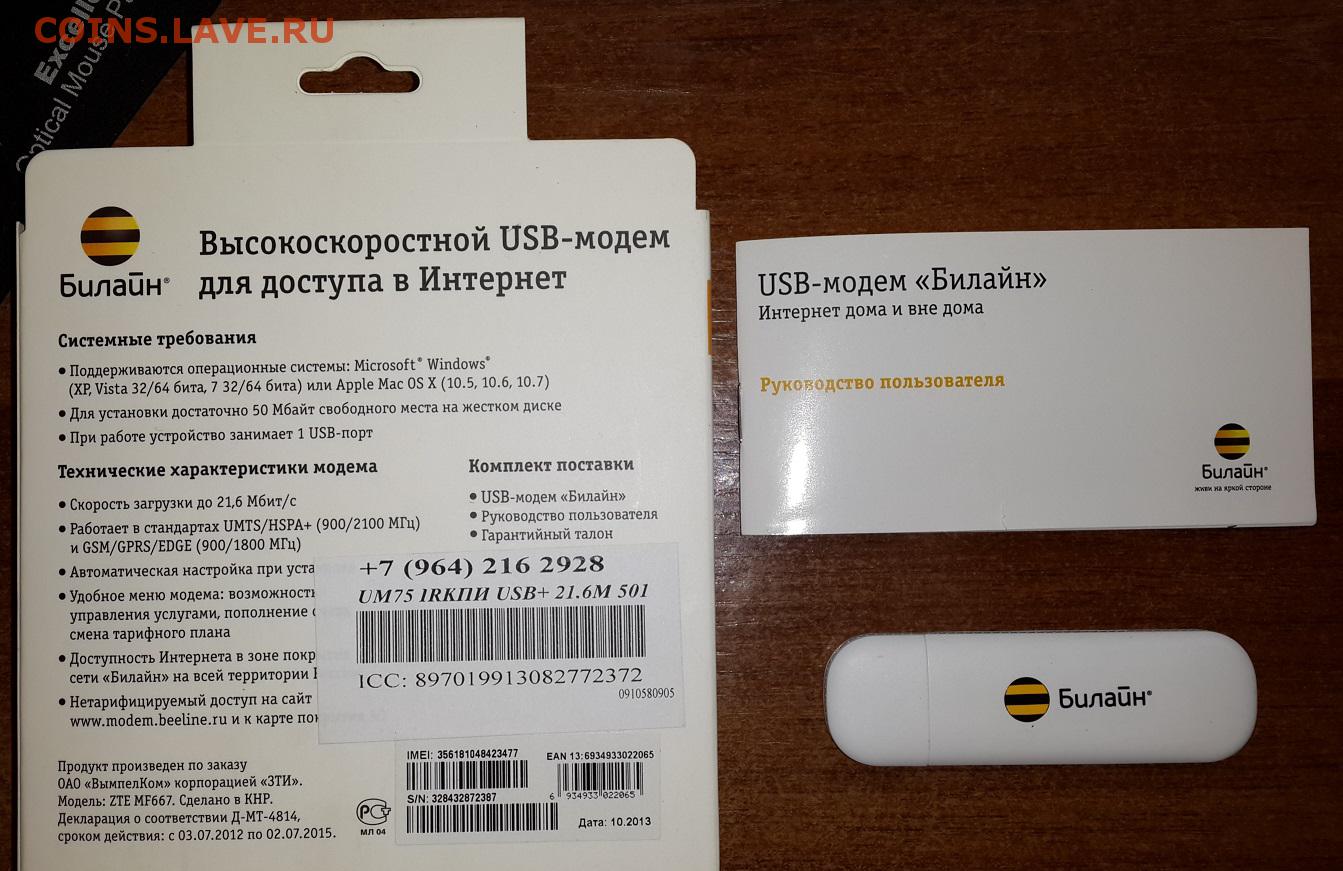 COINS.LAVE.RU
Optical Mouse
Билайн®
Высокоскоростной USB-модем
для доступа в Интернет
Системные требования
• Поддерживаются операционные системы: Microsoft® Windows®
(XP, Vista 32/64 бита, 7 32/64 бита) или Apple Mac OS X (10.5, 10.6, 10.7)
• Для установки достаточно 50 Мбайт свободного места на жестком диске
• При работе устройство занимает 1 USB-порт
Технические характеристики модема
• Скорость загрузки до 21,6 Мбит/с
• Работает в стандартах UMTS/HSPA+ (900/2100 МГц)
и GSM/GPRS/EDGE (900/1800 МГц)
• Автоматическая настройка при
• Удобное меню модема:
управления услугами, пополнение
смена тарифного плана
• Доступность Интернета в зоне
сети «Билайн» на всей территории
• Нетарифицируемый доступ на сайт
www.modem.beeline.ru и к карте
Комплект поставки
• USB-модем «Билайн»
• Руководство пользователя
• Гарантийный талон
+7 (964) 216 2928
UM75 IRКПИ USB+ 21.6M 501
ICC: 897019913082772372
0910580905
Продукт произведен по заказу
ОАО «ВымпелКом» корпорацией «ЗТИ».
Модель: ZTE MF667. Сделано в КНР.
Декларация о соответствии Д-МТ-4814,
сроком действия: с 03.07.2012 по 02.07.2015.
РСТ
МЛ 04
IMEI: 356181048423477
S/N: 328432872387
EAN 13:6934933022065
6 934933 022065
Дата: 10.2013
USB-модем «Билайн»
Интернет дома и вне дома
Руководство пользователя
Билайн®
живи на яркой стороне
Билайн®